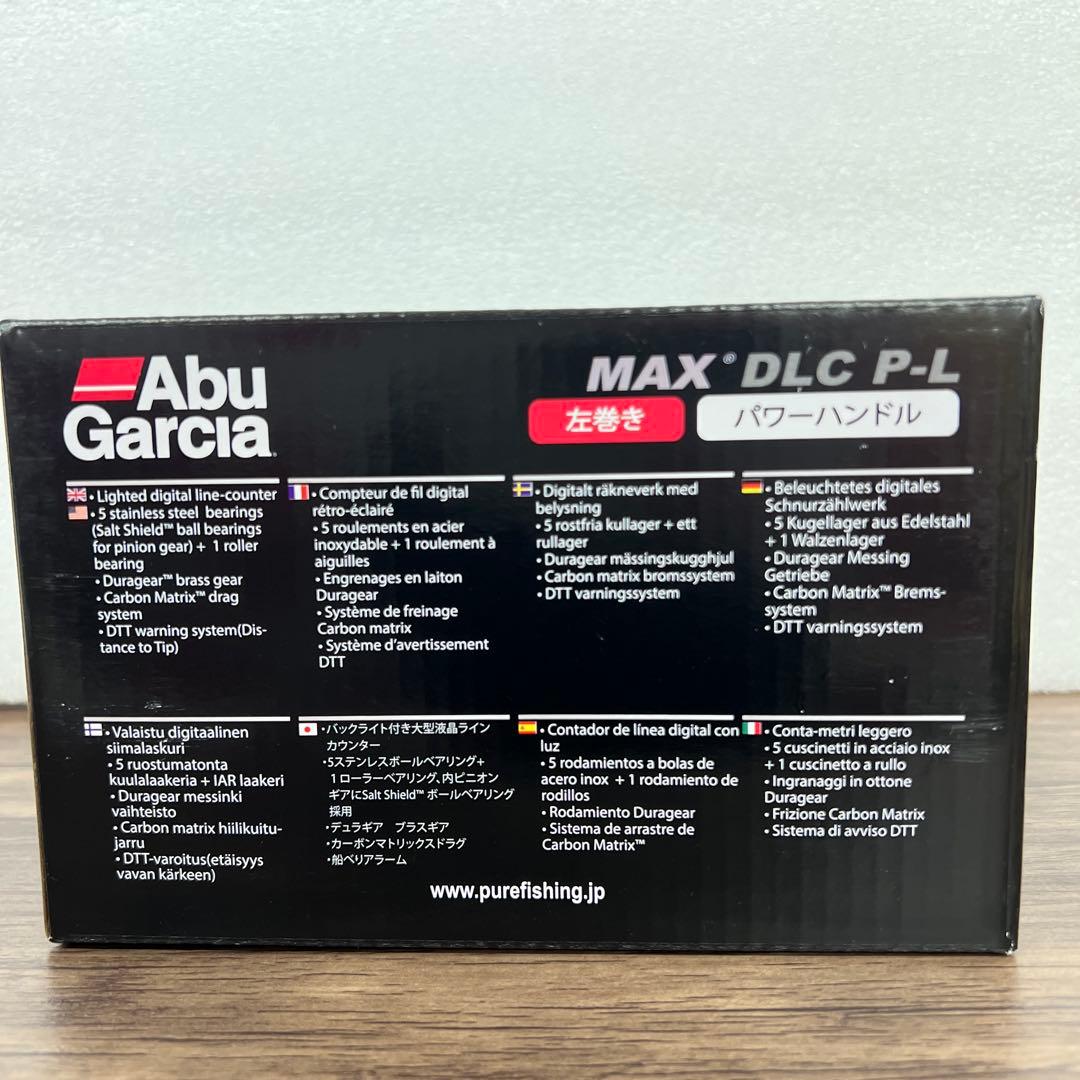 Abu
Garcia
MAX® DLC P-L
左巻き
パワーハンドル
• Lighted digital line-counter
• 5 stainless steel bearings
(Salt Shield™ ball bearings
for pinion gear) + 1 roller
bearing
• Duragear™ brass gear
• Carbon Matrix™ drag
system
• DTT warning system(Dis-
tance to Tip)
• Compteur de fil digital
rétro-éclairé
• 5 roulements en acier
inoxydable + 1 roulement à
aiguilles
• Engrenages en laiton
Duragear
• Système de freinage
Carbon matrix
• Système d'avertissement
DTT
• Digitalt räkneverk med
belysning
• 5 rostfria kullager + ett
rullager
• Duragear mässingskugghjul
• Carbon matrix bromssystem
• DTT varningssystem
• Beleuchtetes digitales
Schnurzählwerk
• 5 Kugellager aus Edelstahl
+ 1 Walzenlager
• Duragear Messing
Getriebe
• Carbon Matrix™ Brems-
system
• DTT varningssystem
• Valaistu digitaalinen
siimalaskuri
• 5 ruostumatonta
kuulalaakeria + IAR laakeri
• Duragear messinki
vaihteisto
• Carbon matrix hiilikuitu-
jarru
• DTT-varoitus(etäisyys
vavan kärkeen)
・バックライト付き大型液晶ライン
カウンター
・5ステンレスボールベアリング+
1ローラーベアリング、内ピニオン
ギアにSalt Shield™ ボールベアリング
採用
・デュラギア ブラスギア
・カーボンマトリックスドラグ
・船べリアラーム
• Contador de línea digital con
luz
• 5 rodamientos a bolas de
acero inox + 1 rodamiento de
rodillos
• Rodamiento Duragear
• Sistema de arrastre de
Carbon Matrix™
• Conta-metri leggero
• 5 cuscinetti in acciaio inox
+ 1 cuscinetto a rullo
• Ingranaggi in ottone
Duragear
• Frizione Carbon Matrix
• Sistema di avviso DTT
www.purefishing.jp